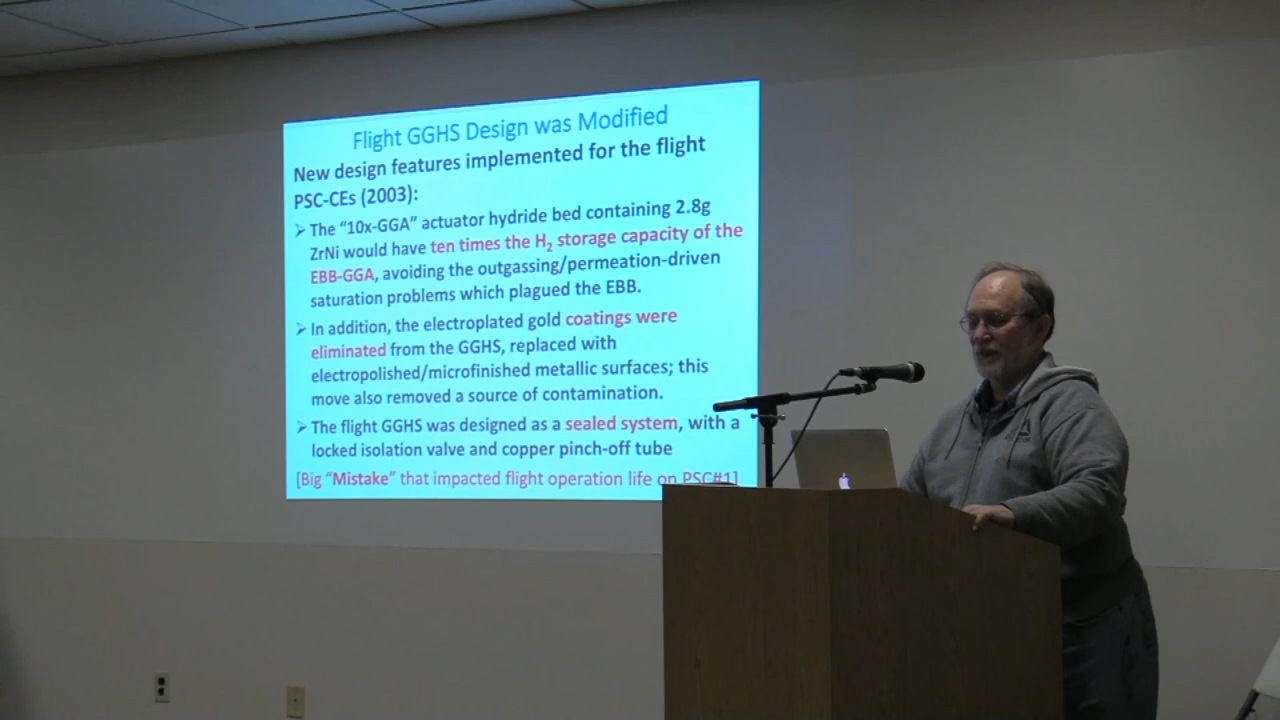 Flight GGHS Design was Modified
New design features implemented for the flight
PSC-CEs (2003):
➢ The “10x-GGA” actuator hydride bed containing 2.8g
ZrNi would have ten times the H₂ storage capacity of the
EBB-GGA, avoiding the outgassing/permeation-driven
saturation problems which plagued the EBB.
➢ In addition, the electroplated gold coatings were
eliminated from the GGHS, replaced with
electropolished/microfinished metallic surfaces; this
move also removed a source of contamination.
➢ The flight GGHS was designed as a sealed system, with a
locked isolation valve and copper pinch-off tube
[Big “Mistake” that impacted flight operation life on PSC#1]